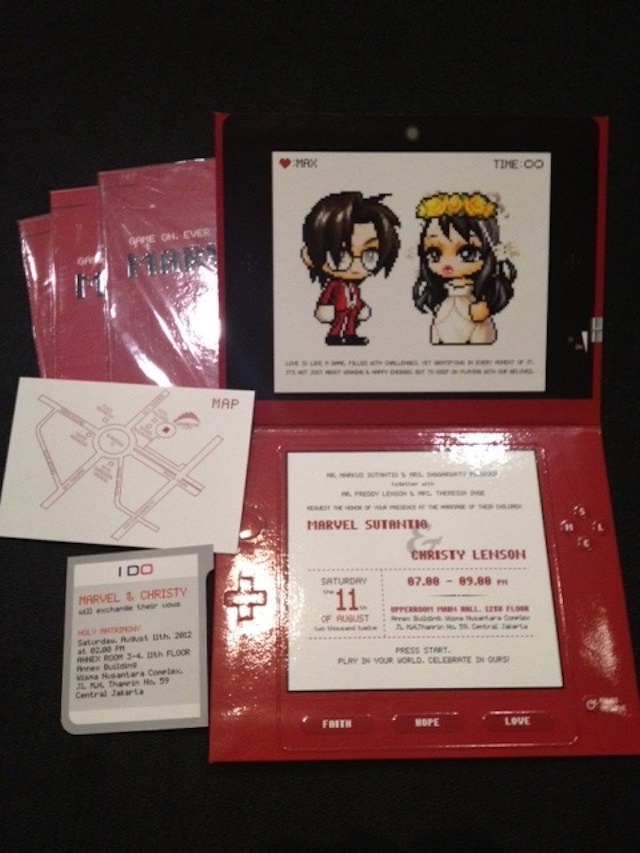 ♥:MAX
TIME:∞
LOVE IS LIKE A GAME. FILLED WITH CHALLENGES, YET GRATIFYING IN EVERY MOMENT OF IT.
IT'S NOT JUST ABOUT WINNING & HAPPY ENDINGS, BUT TO KEEP ON PLAYING WITH OUR BELOVED.
GAME OH, EVER
MARV
GAM
M
MAP
I DO
MARVEL & CHRISTY
will exchange their vows
HOLY MATRIMONY
Saturday, August 11th, 2012
at 02.00 PM
ANNEX ROOM 3-4, 11th FLOOR
Annex Building
Wisma Nusantara Complex.
Jl. M.H. Thamrin No. 59
Central Jakarta
MR. MARKUS SUTANTIO & MRS.
together with
MR. FREDDY LENSON & MRS. THERESIA INGE
REQUEST THE HONOR OF YOUR PRESENCE AT THE MARRIAGE OF THEIR CHILDREN
MARVEL SUTANTIO
&
CHRISTY LENSON
SATURDAY
the 11th
OF AUGUST
two thousand twelve
07.00 - 09.00 PM
UPPERROOM MAIN HALL, 12TH FLOOR
Annex Building, Wisma Nusantara Complex
Jl. M.H.Thamrin No. 59. Central Jakarta
PRESS START.
PLAY IN YOUR WORLD. CELEBRATE IN OURS!
S
M
L
C
FAITH
HOPE
LOVE